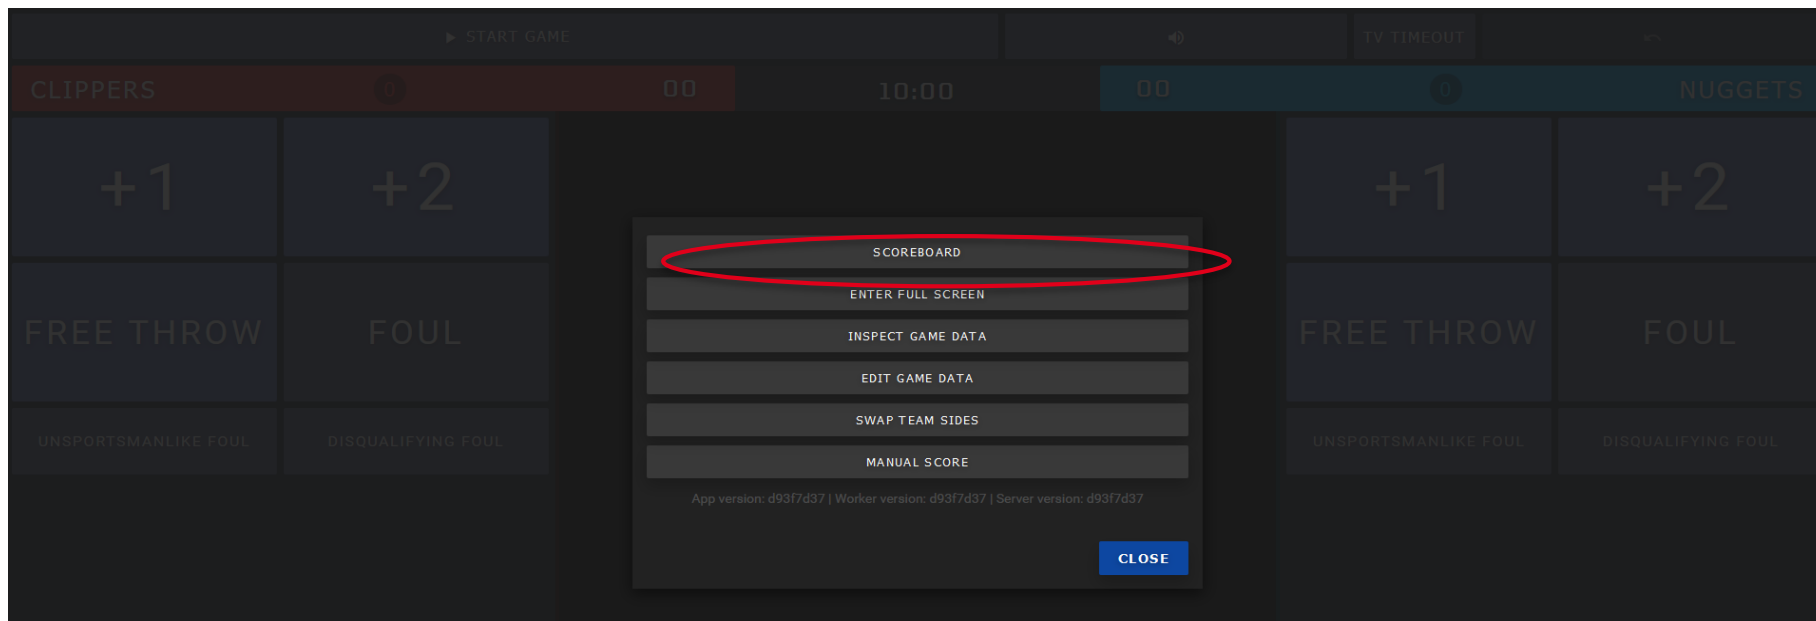 START GAME
TV TIMEOUT
CLIPPERS 0 00 10:00 00 0 NUGGETS
+1 +2 +1 +2
SCOREBOARD
ENTER FULL SCREEN
FREE THROW FOUL FREE THROW FOUL
INSPECT GAME DATA
EDIT GAME DATA
SWAP TEAM SIDES
UNSPORTSMANLIKE FOUL DISQUALIFYING FOUL UNSPORTSMANLIKE FOUL DISQUALIFYING FOUL
MANUAL SCORE
App version: d93f7d37 | Worker version: d93f7d37 | Server version: d93f7d37
CLOSE